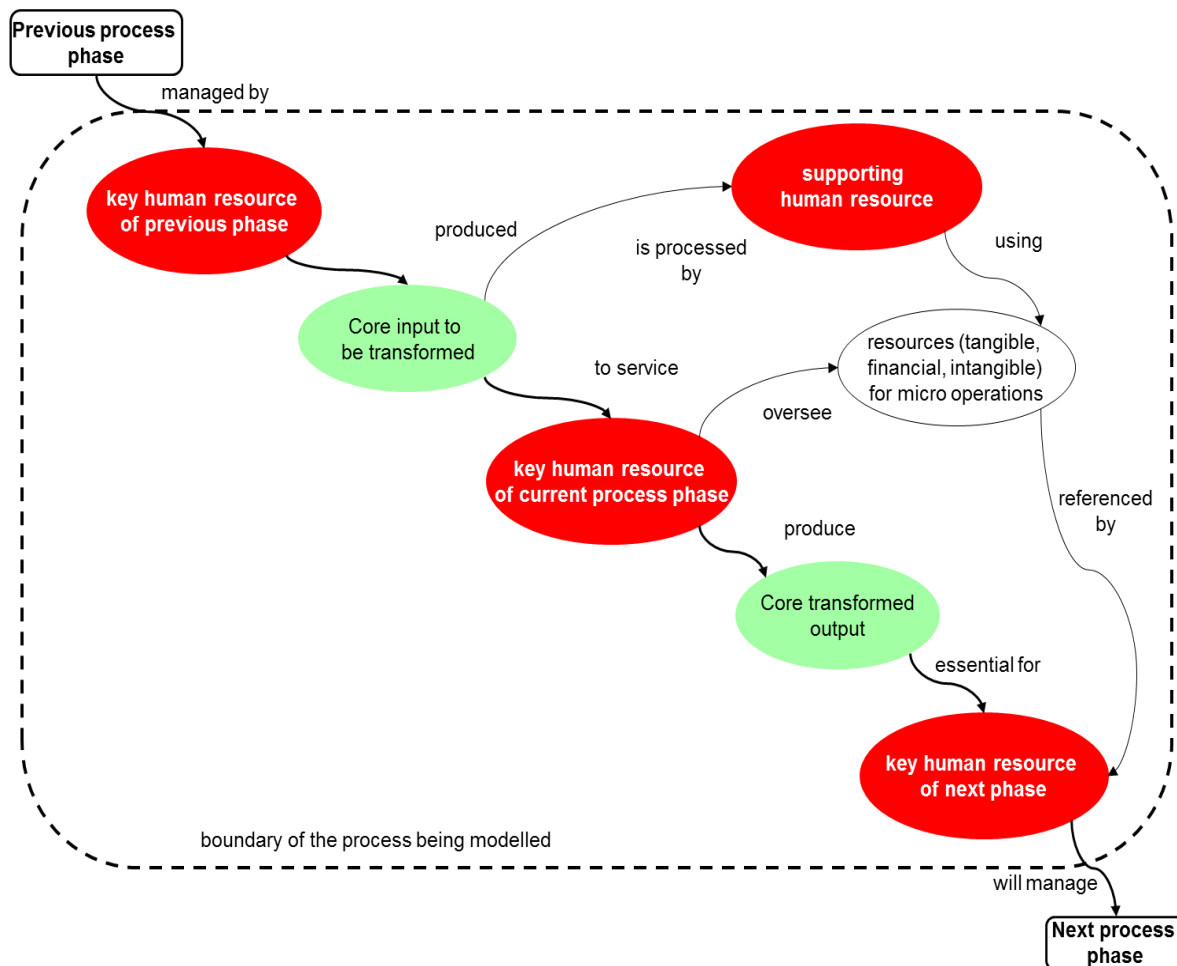 Previous process
phase
managed by
key human resource
of previous phase
supporting
human resource
produced
is processed
by
using
Core input to
be transformed
resources (tangible,
financial, intangible)
for micro operations
to service
oversee
key human resource
of current process phase
referenced
by
produce
Core transformed
output
essential for
key human resource
of next phase
boundary of the process being modelled
will manage
Next process
phase